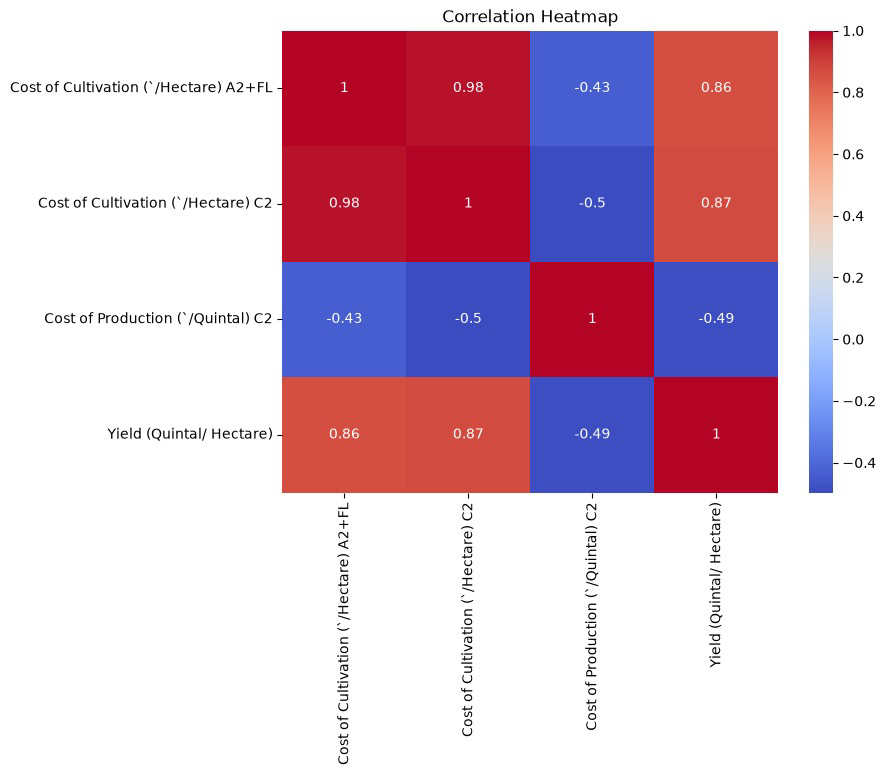 Correlation Heatmap
Cost of Cultivation (`/Hectare) A2+FL
1
0.98
-0.43
0.86
Cost of Cultivation (`/Hectare) C2
0.98
1
-0.5
0.87
Cost of Production (`/Quintal) C2
-0.43
-0.5
1
-0.49
Yield (Quintal/ Hectare)
0.86
0.87
-0.49
1
Cost of Cultivation (`/Hectare) A2+FL
Cost of Cultivation (`/Hectare) C2
Cost of Production (`/Quintal) C2
Yield (Quintal/ Hectare)
1.0
0.8
0.6
0.4
0.2
0.0
−0.2
−0.4